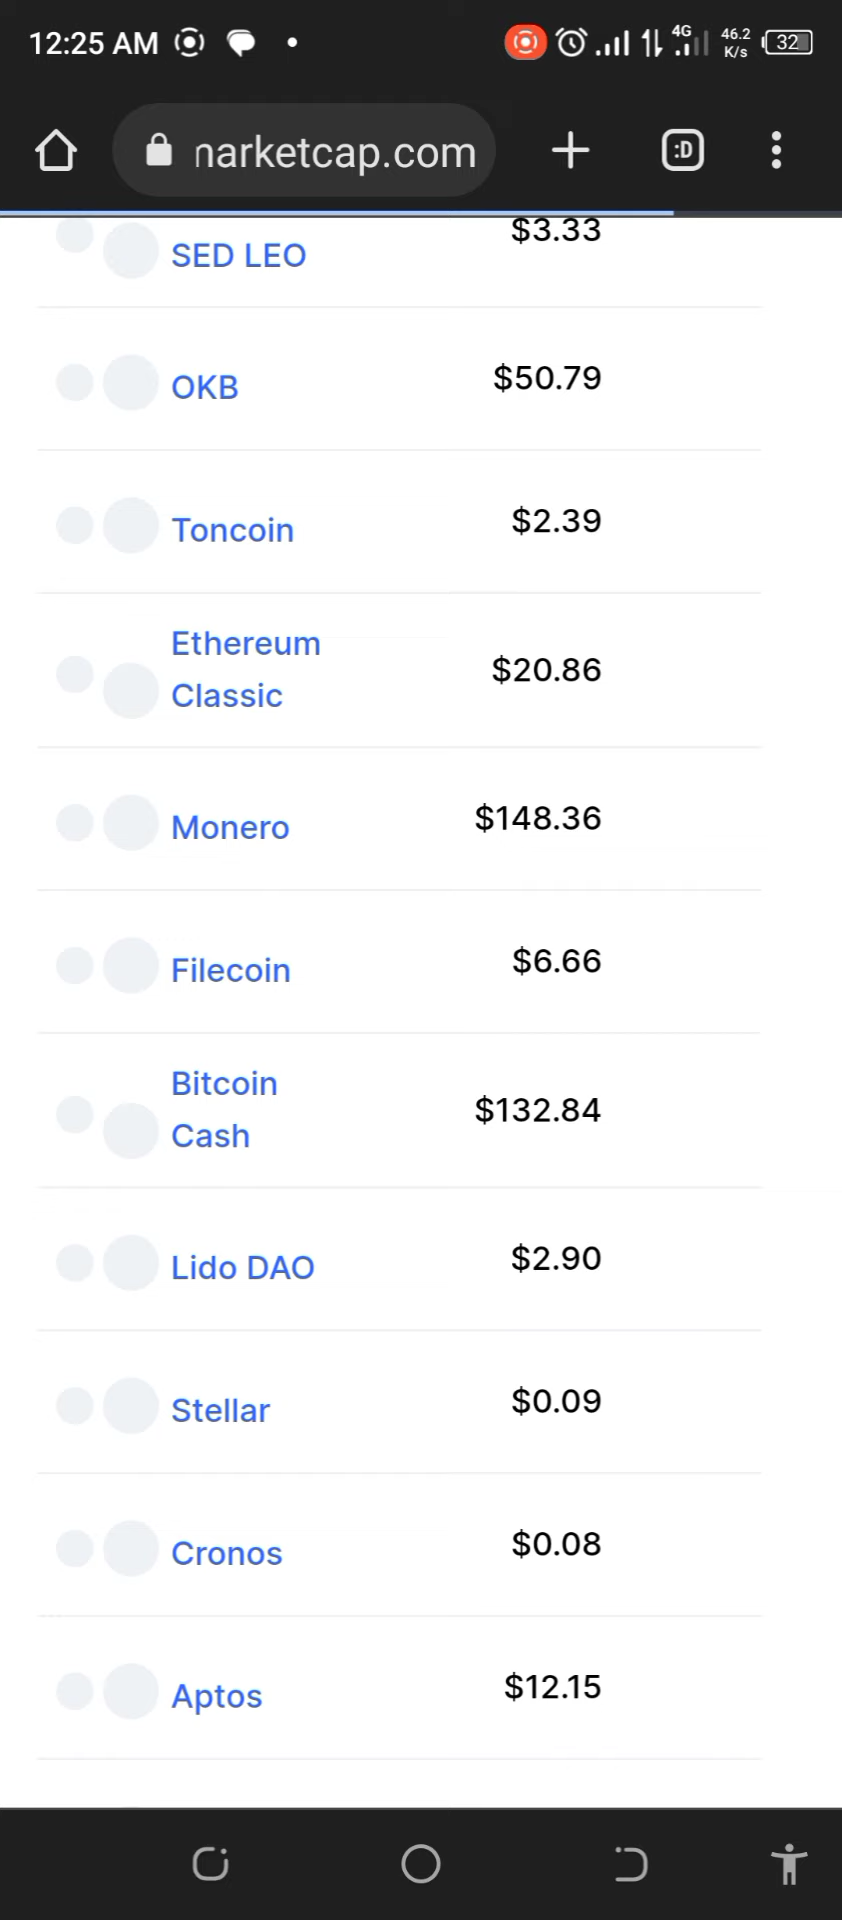 12:25 AM
4G
46.2
K/s
32
narketcap.com
:D
$3.33
SED LEO
OKB
$50.79
Toncoin
$2.39
Ethereum
Classic
$20.86
Monero
$148.36
Filecoin
$6.66
Bitcoin
Cash
$132.84
Lido DAO
$2.90
Stellar
$0.09
Cronos
$0.08
Aptos
$12.15